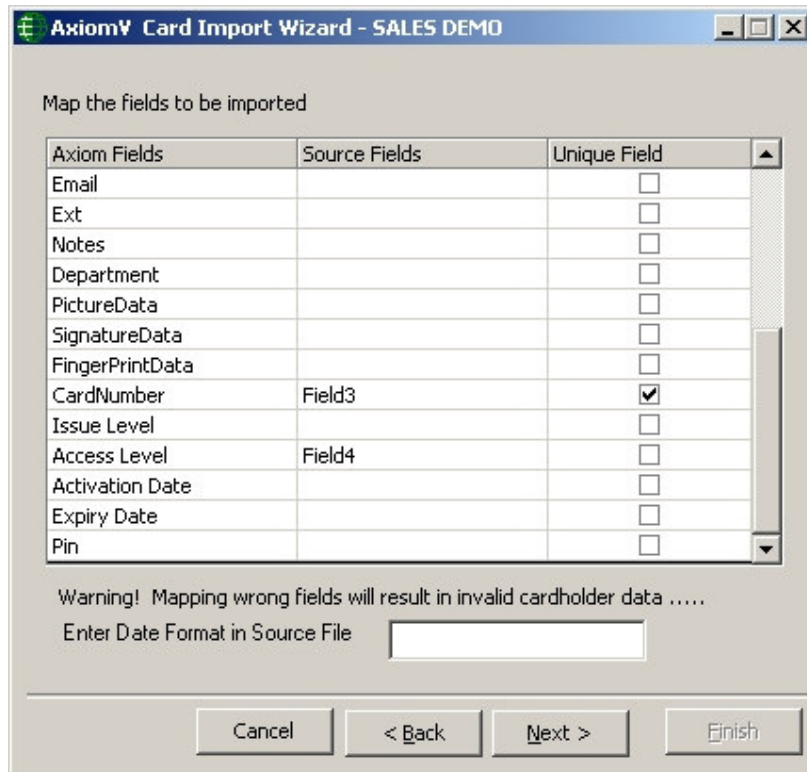 AxiomV Card Import Wizard - SALES DEMO
Map the fields to be imported
Axiom Fields Source Fields Unique Field
Email
Ext
Notes
Department
PictureData
SignatureData
FingerPrintData
CardNumber Field3
Issue Level
Access Level Field4
Activation Date
Expiry Date
Pin
Warning! Mapping wrong fields will result in invalid cardholder data .....
Enter Date Format in Source File
Cancel < Back Next > Finish